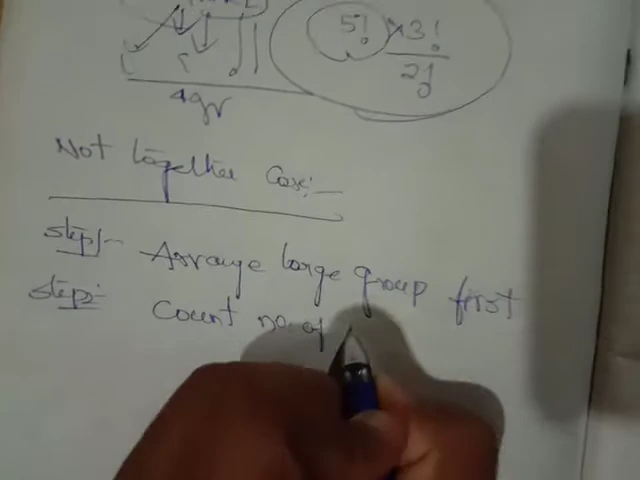 5! × 3!
2!
4gr
Not together Case:-
Step1:- Arrange large group first
Step2:- Count no. of